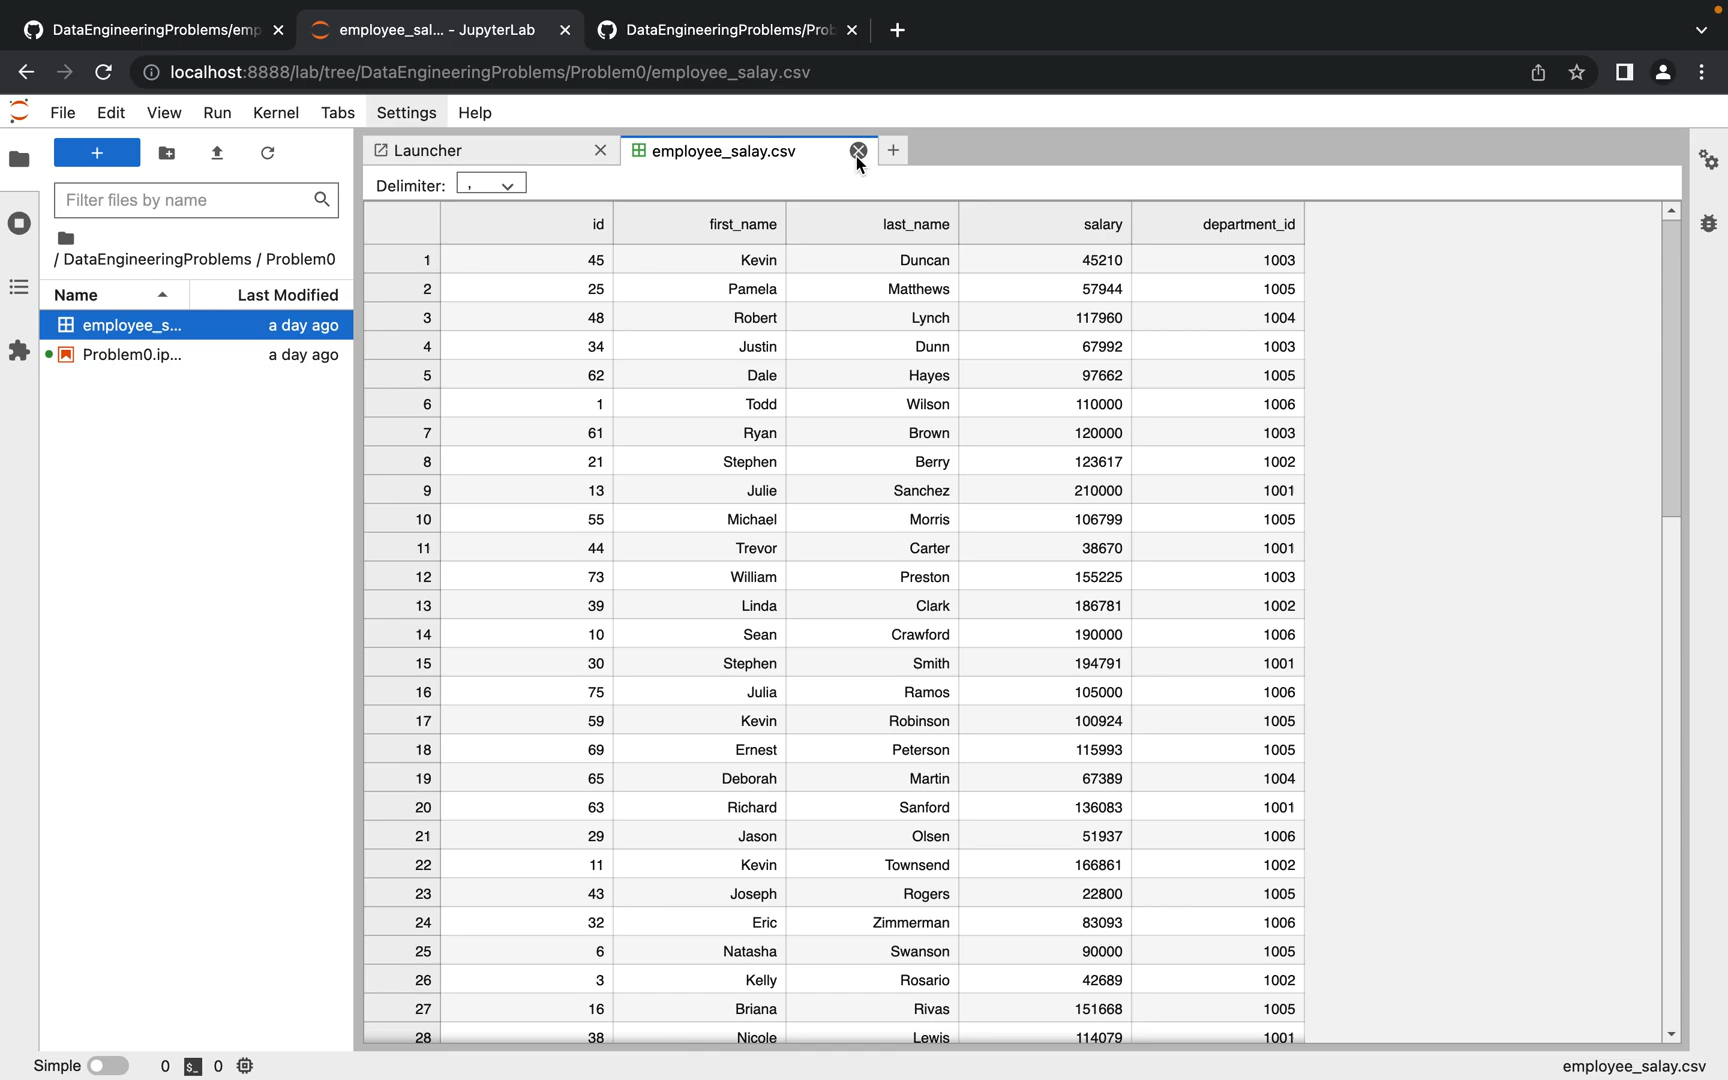 DataEngineeringProblems/emp
employee_sal... - JupyterLab
DataEngineeringProblems/Prob
localhost:8888/lab/tree/DataEngineeringProblems/Problem0/employee_salay.csv
File Edit View Run Kernel Tabs Settings Help
Launcher
employee_salay.csv
Filter files by name
/ DataEngineeringProblems / Problem0
Name Last Modified
employee_s... a day ago
Problem0.ip... a day ago
Delimiter: ,
id first_name last_name salary department_id
1 45 Kevin Duncan 45210 1003
2 25 Pamela Matthews 57944 1005
3 48 Robert Lynch 117960 1004
4 34 Justin Dunn 67992 1003
5 62 Dale Hayes 97662 1005
6 1 Todd Wilson 110000 1006
7 61 Ryan Brown 120000 1003
8 21 Stephen Berry 123617 1002
9 13 Julie Sanchez 210000 1001
10 55 Michael Morris 106799 1005
11 44 Trevor Carter 38670 1001
12 73 William Preston 155225 1003
13 39 Linda Clark 186781 1002
14 10 Sean Crawford 190000 1006
15 30 Stephen Smith 194791 1001
16 75 Julia Ramos 105000 1006
17 59 Kevin Robinson 100924 1005
18 69 Ernest Peterson 115993 1005
19 65 Deborah Martin 67389 1004
20 63 Richard Sanford 136083 1001
21 29 Jason Olsen 51937 1006
22 11 Kevin Townsend 166861 1002
23 43 Joseph Rogers 22800 1005
24 32 Eric Zimmerman 83093 1006
25 6 Natasha Swanson 90000 1005
26 3 Kelly Rosario 42689 1002
27 16 Briana Rivas 151668 1005
28 38 Nicole Lewis 114079 1001
Simple 0 $_ 0
employee_salay.csv